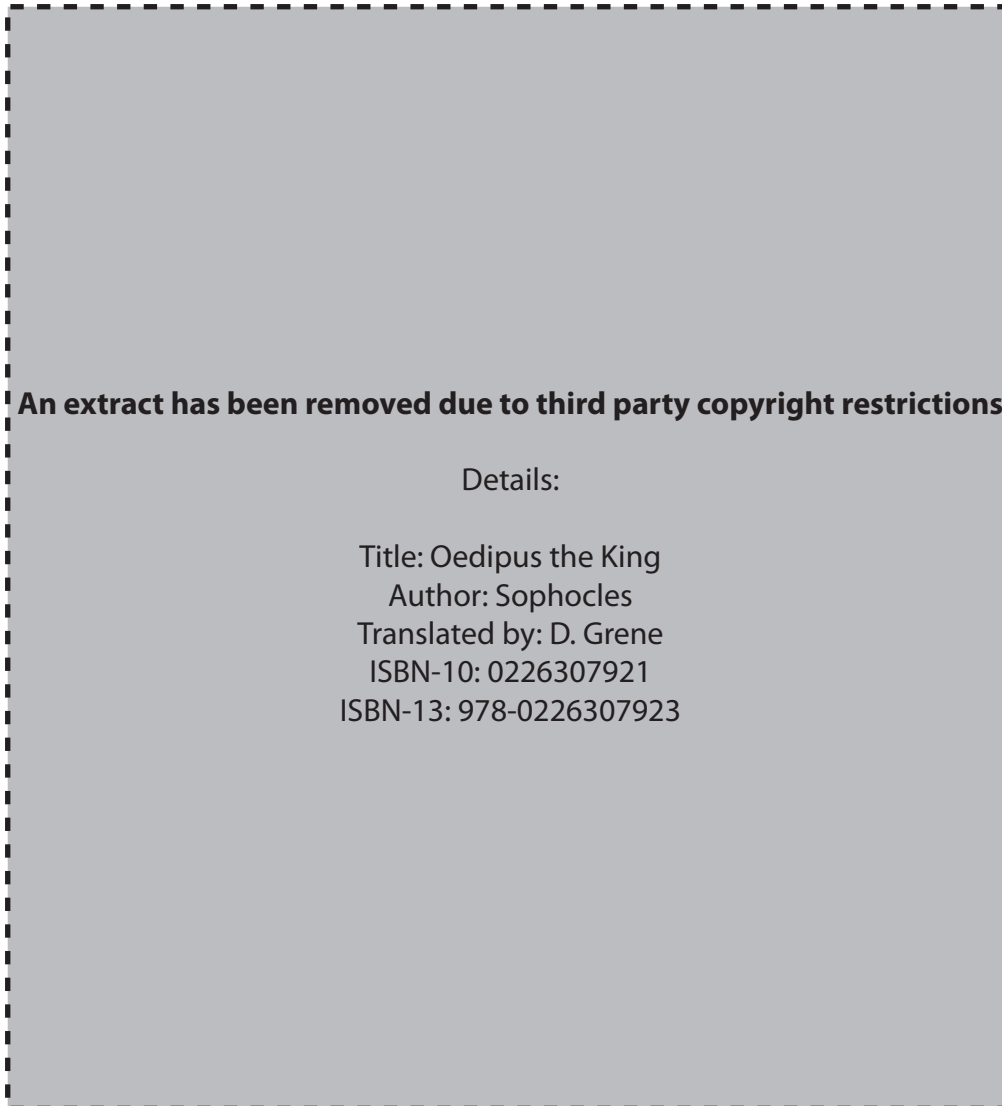 An extract has been removed due to third party copyright restrictions
Details:
Title: Oedipus the King
Author: Sophocles
Translated by: D. Grene
ISBN-10: 0226307921
ISBN-13: 978-0226307923